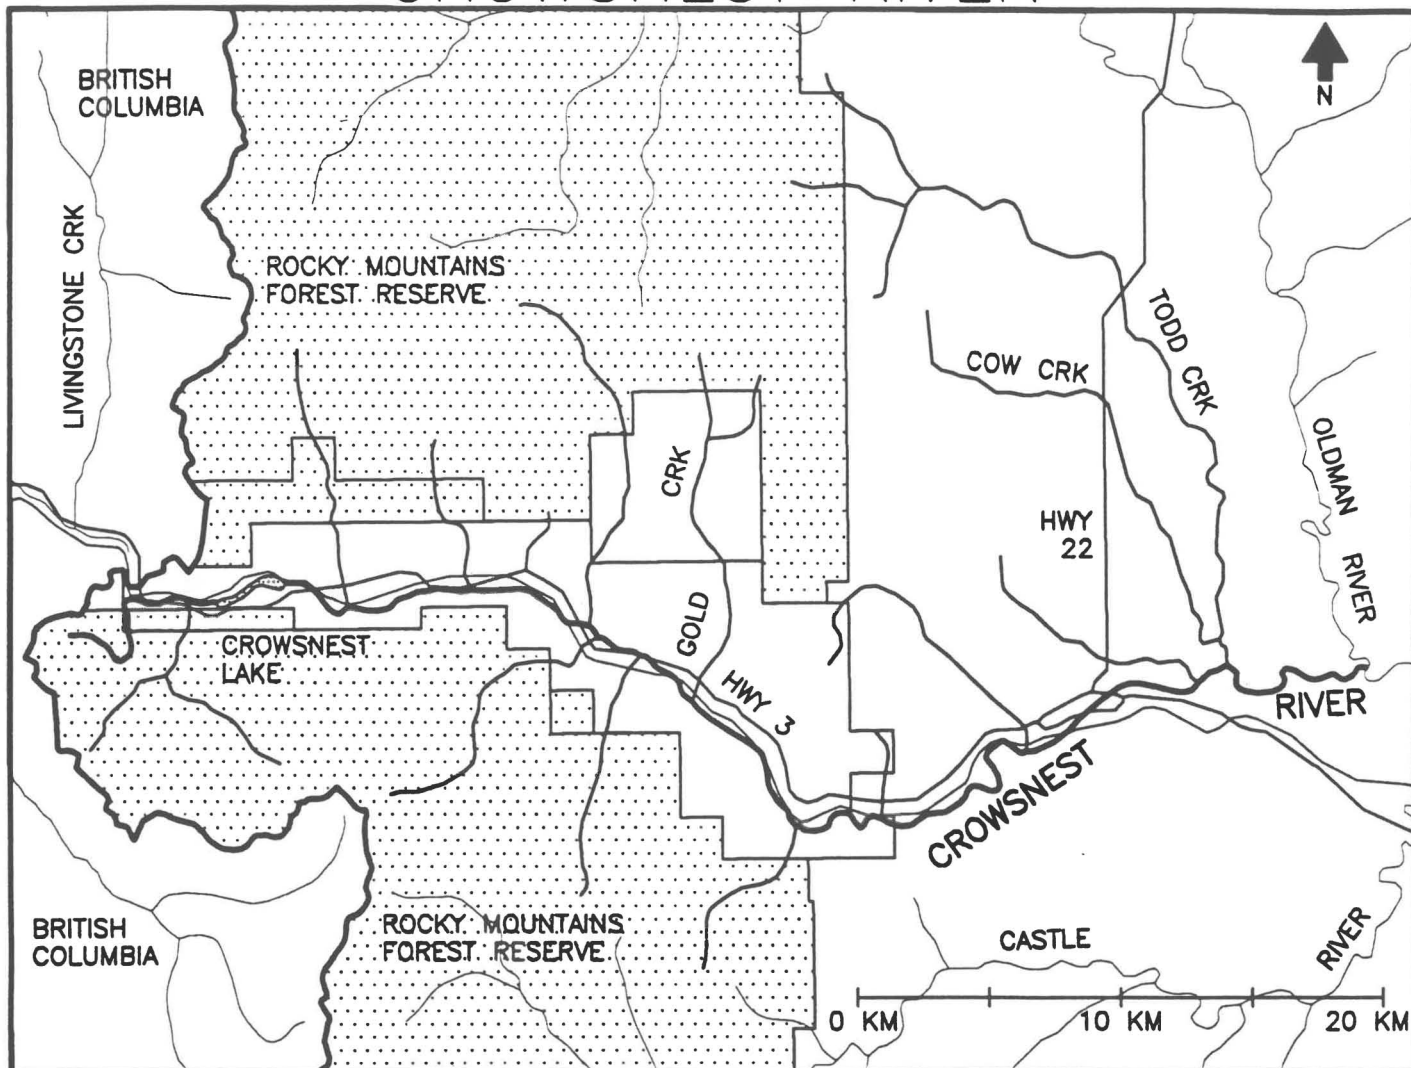 BRITISH
COLUMBIA
N
LIVINGSTONE CRK
ROCKY MOUNTAINS
FOREST RESERVE
TODD CRK
COW CRK
OLDMAN RIVER
CRK
GOLD
HWY
22
CROWSNEST
LAKE
HWY 3
CROWSNEST
RIVER
BRITISH
COLUMBIA
ROCKY MOUNTAINS
FOREST RESERVE
CASTLE
RIVER
0 KM 10 KM 20 KM